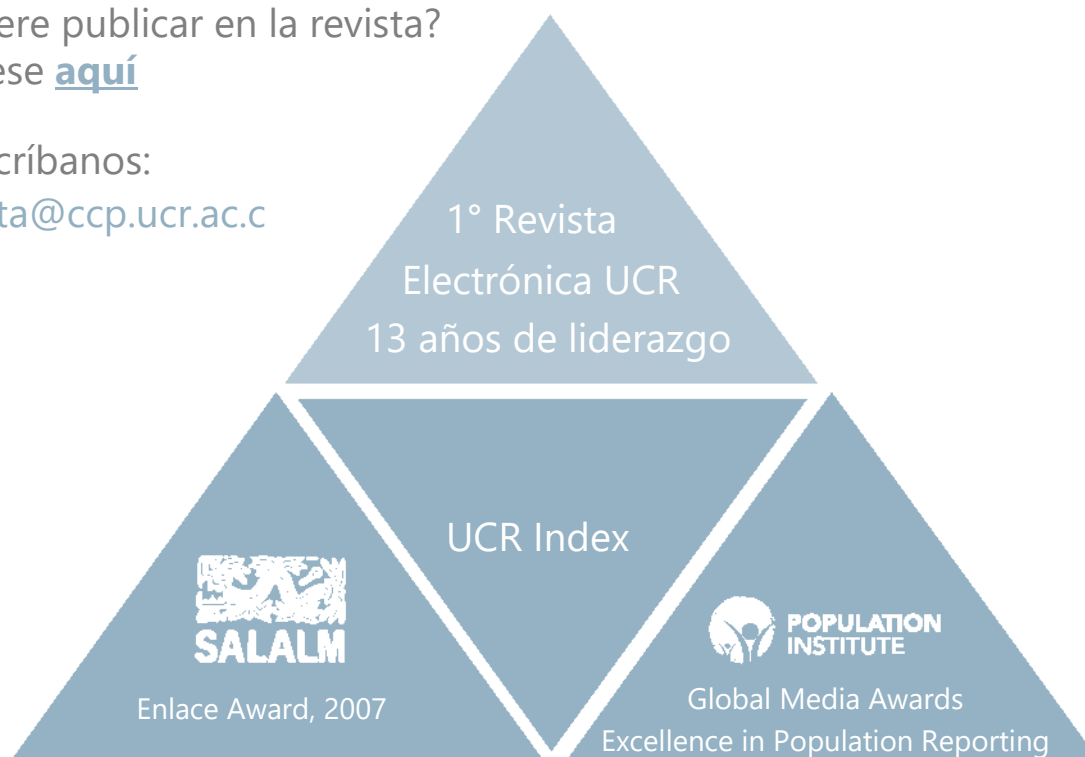 ere publicar en la revista?
ese aquí
críbanos:
ta@ccp.ucr.ac.c
1° Revista
Electrónica UCR
13 años de liderazgo
UCR Index
SALALM
Enlace Award, 2007
POPULATION
INSTITUTE
Global Media Awards
Excellence in Population Reporting